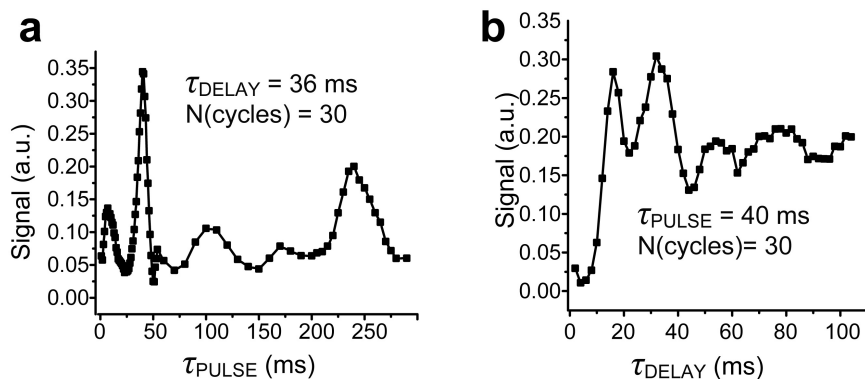 a
τDELAY = 36 ms
N(cycles) = 30
Signal (a.u.)
0.35
0.30
0.25
0.20
0.15
0.10
0.05
0.00
0 50 100 150 200 250
τPULSE (ms)
b
τPULSE = 40 ms
N(cycles)= 30
Signal (a.u.)
0.35
0.30
0.25
0.20
0.15
0.10
0.05
0.00
0 20 40 60 80 100
τDELAY (ms)